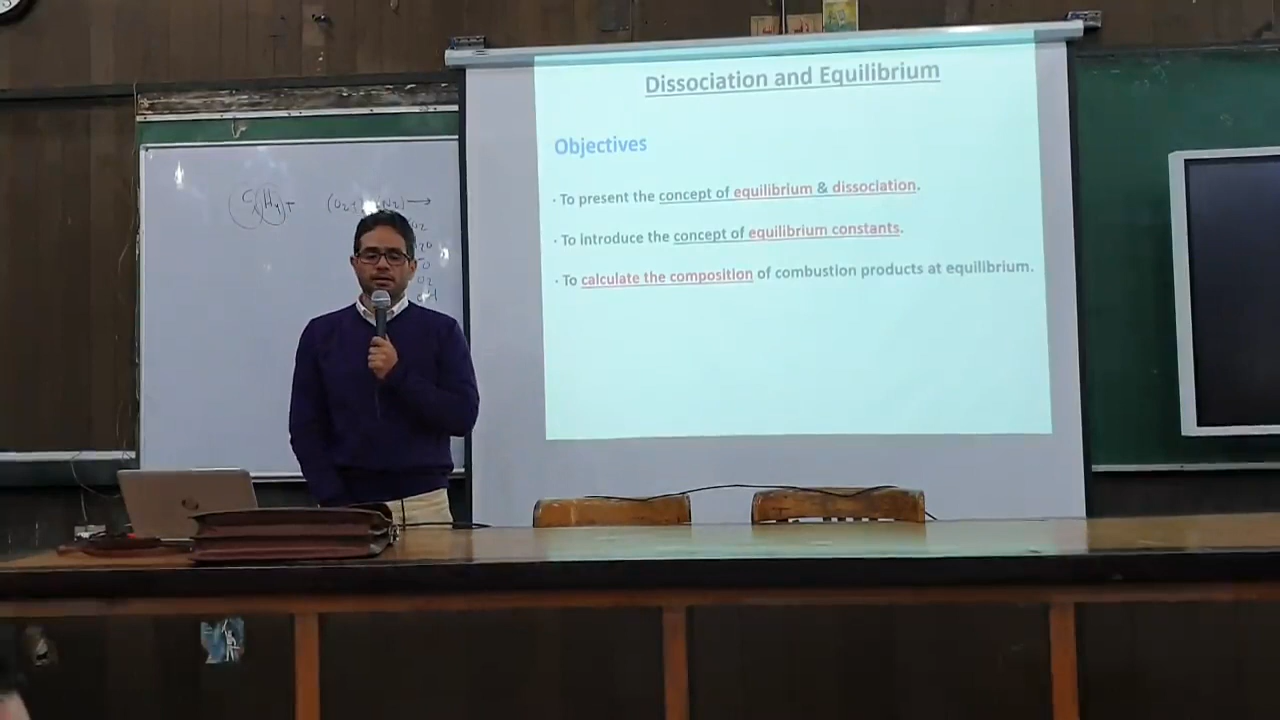 Dissociation and Equilibrium
Objectives
· To present the concept of equilibrium & dissociation.
· To introduce the concept of equilibrium constants.
· To calculate the composition of combustion products at equilibrium.